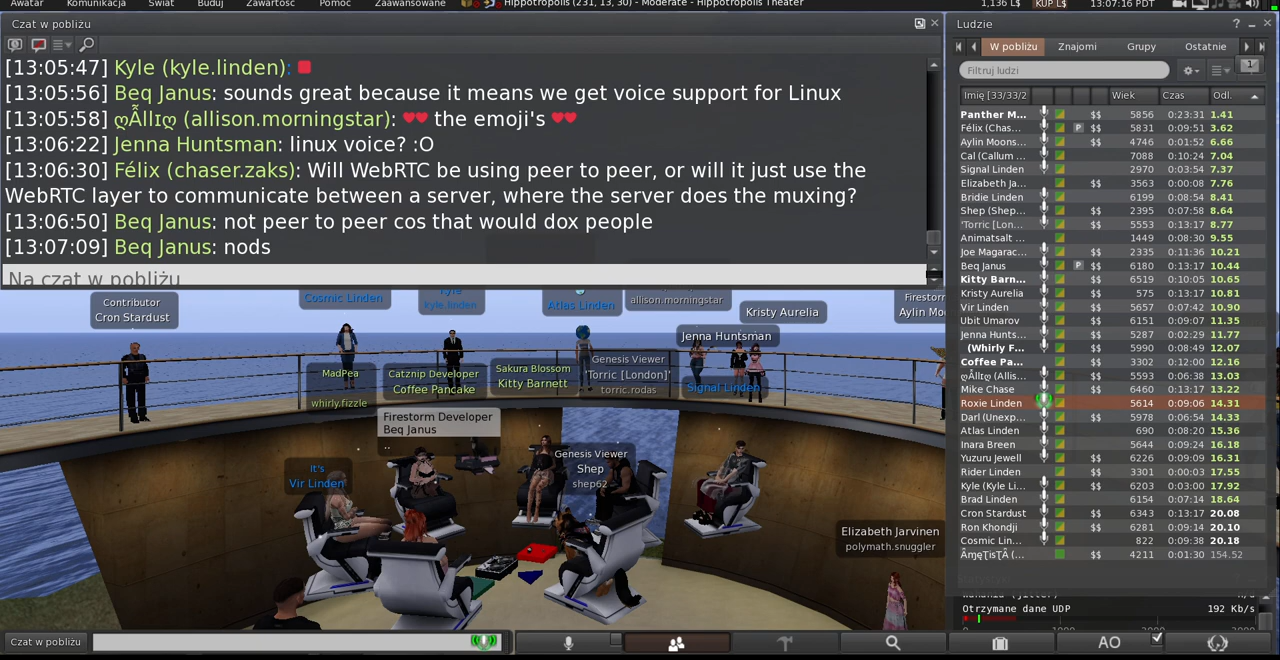 Awatar Komunikacja Świat Buduj Zawartość Pomoc Zaawansowane Hippotropolis (231, 13, 30) - Moderate - Hippotropolis Theater 1,136 L$ KUP L$ 13:07:16 PDT
Czat w pobliżu
[13:05:47] Kyle (kyle.linden):
[13:05:56] Beq Janus: sounds great because it means we get voice support for Linux
[13:05:58] ღÂllɪღ (allison.morningstar): ♥♥ the emoji's ♥♥
[13:06:22] Jenna Huntsman: linux voice? :O
[13:06:30] Félix (chaser.zaks): Will WebRTC be using peer to peer, or will it just use the
WebRTC layer to communicate between a server, where the server does the muxing?
[13:06:50] Beq Janus: not peer to peer cos that would dox people
[13:07:09] Beq Janus: nods
Na czat w pobliżu
Contributor
Cron Stardust
Cosmic Linden
kyle.linden
Atlas Linden
allison.morningstar
Kristy Aurelia
Jenna Huntsman
Signal Linden
MadPea
whirly.fizzle
Catznip Developer
Coffee Pancake
Sakura Blossom
Kitty Barnett
Genesis Viewer
'Torric [London]'
torric.rodas
Firestorm Developer
Beq Janus
..
It's
Vir Linden
Genesis Viewer
Shep
shep62
Elizabeth Jarvinen
polymath.snuggler
Czat w pobliżu
Ludzie
W pobliżu Znajomi Grupy Ostatnie
Filtruj ludzi
1
Imię [33/33/2 Wiek Czas Odl.
Panther M... $$ 5856 0:23:31 1.41
Félix (Chas... P $$ 5831 0:09:51 3.62
Aylin Moons... $$ 4746 0:01:52 6.66
Cal (Callum ... 7088 0:10:24 7.04
Signal Linden 2970 0:03:54 7.37
Elizabeth Ja... $$ 3563 0:00:08 7.76
Bridie Linden 6199 0:08:54 8.41
Shep (Shep... $$ 2395 0:07:58 8.64
'Torric [Lon... $$ 5553 0:13:17 8.77
Animatsalt ... 1449 0:08:30 9.55
Joe Magarac... $$ 2335 0:11:36 10.21
Beq Janus P $$ 6180 0:13:17 10.44
Kitty Barn... $$ 6519 0:10:05 10.65
Kristy Aurelia $$ 575 0:13:17 10.81
Vir Linden $$ 5657 0:07:42 10.90
Ubit Umarov $$ 6151 0:09:07 11.35
Jenna Hunts... $$ 5287 0:02:29 11.77
(Whirly F... $$ 5990 0:08:49 12.07
Coffee Pa... $$ 3302 0:12:00 12.16
ღÂllɪღ (Allis... $$ 5593 0:06:38 13.03
Mike Chase $$ 6460 0:13:17 13.22
Roxie Linden 5614 0:09:06 14.31
Darl (Unexp... $$ 5978 0:06:54 14.33
Atlas Linden 690 0:08:20 15.36
Inara Breen 5644 0:09:24 16.18
Yuzuru Jewell $$ 6226 0:09:09 16.31
Rider Linden 3301 0:00:03 17.55
Kyle (Kyle Li... $$ 6203 0:03:00 17.92
Brad Linden 6154 0:07:14 18.64
Cron Stardust $$ 6343 0:13:17 20.08
Ron Khondji $$ 6281 0:09:14 20.10
Cosmic Lin... 822 0:09:38 20.18
$$ 4211 0:01:30 154.52
Otrzymane dane UDP 192 Kb/s
AO